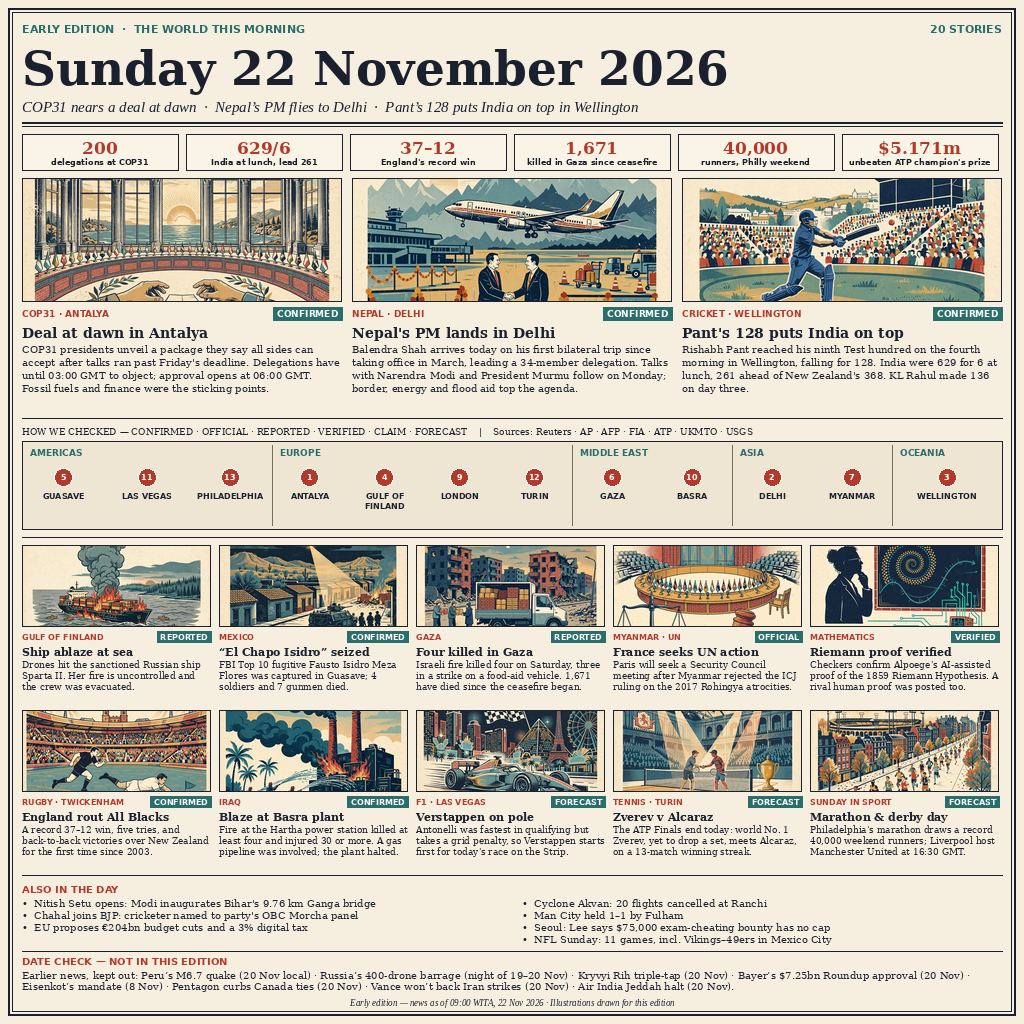 EARLY EDITION · THE WORLD THIS MORNING
20 STORIES
Sunday 22 November 2026
COP31 nears a deal at dawn · Nepal's PM flies to Delhi · Pant's 128 puts India on top in Wellington
200
delegations at COP31
629/6
India at lunch, lead 261
37–12
England's record win
1,671
killed in Gaza since ceasefire
40,000
runners, Philly weekend
$5.171m
unbeaten ATP champion's prize
COP31 · ANTALYA
CONFIRMED
Deal at dawn in Antalya
COP31 presidents unveil a package they say all sides can
accept after talks ran past Friday's deadline. Delegations have
until 03:00 GMT to object; approval opens at 06:00 GMT.
Fossil fuels and finance were the sticking points.
NEPAL · DELHI
CONFIRMED
Nepal's PM lands in Delhi
Balendra Shah arrives today on his first bilateral trip since
taking office in March, leading a 34-member delegation. Talks
with Narendra Modi and President Murmu follow on Monday;
border, energy and flood aid top the agenda.
CRICKET · WELLINGTON
CONFIRMED
Pant's 128 puts India on top
Rishabh Pant reached his ninth Test hundred on the fourth
morning in Wellington, falling for 128. India were 629 for 6 at
lunch, 261 ahead of New Zealand's 368. KL Rahul made 136
on day three.
HOW WE CHECKED — CONFIRMED · OFFICIAL · REPORTED · VERIFIED · CLAIM · FORECAST | Sources: Reuters · AP · AFP · FIA · ATP · UKMTO · USGS
AMERICAS
5
GUASAVE
11
LAS VEGAS
13
PHILADELPHIA
EUROPE
1
ANTALYA
4
GULF OF
FINLAND
9
LONDON
12
TURIN
MIDDLE EAST
6
GAZA
10
BASRA
ASIA
2
DELHI
7
MYANMAR
OCEANIA
3
WELLINGTON
GULF OF FINLAND
REPORTED
Ship ablaze at sea
Drones hit the sanctioned Russian ship
Sparta II. Her fire is uncontrolled and
the crew was evacuated.
MEXICO
CONFIRMED
“El Chapo Isidro” seized
FBI Top 10 fugitive Fausto Isidro Meza
Flores was captured in Guasave; 4
soldiers and 7 gunmen died.
GAZA
REPORTED
Four killed in Gaza
Israeli fire killed four on Saturday, three
in a strike on a food-aid vehicle. 1,671
have died since the ceasefire began.
MYANMAR · UN
OFFICIAL
France seeks UN action
Paris will seek a Security Council
meeting after Myanmar rejected the ICJ
ruling on the 2017 Rohingya atrocities.
MATHEMATICS
VERIFIED
Riemann proof verified
Checkers confirm Alpoege's AI-assisted
proof of the 1859 Riemann Hypothesis. A
rival human proof was posted too.
RUGBY · TWICKENHAM
CONFIRMED
England rout All Blacks
A record 37–12 win, five tries, and
back-to-back victories over New Zealand
for the first time since 2003.
IRAQ
CONFIRMED
Blaze at Basra plant
Fire at the Hartha power station killed at
least four and injured 30 or more. A gas
pipeline was involved; the plant halted.
F1 · LAS VEGAS
FORECAST
Verstappen on pole
Antonelli was fastest in qualifying but
takes a grid penalty, so Verstappen starts
first for today's race on the Strip.
TENNIS · TURIN
FORECAST
Zverev v Alcaraz
The ATP Finals end today: world No. 1
Zverev, yet to drop a set, meets Alcaraz,
on a 13-match winning streak.
SUNDAY IN SPORT
FORECAST
Marathon & derby day
Philadelphia's marathon draws a record
40,000 weekend runners; Liverpool host
Manchester United at 16:30 GMT.
ALSO IN THE DAY
• Nitish Setu opens: Modi inaugurates Bihar's 9.76 km Ganga bridge
• Chahal joins BJP: cricketer named to party's OBC Morcha panel
• EU proposes €204bn budget cuts and a 3% digital tax
• Cyclone Akvan: 20 flights cancelled at Ranchi
• Man City held 1–1 by Fulham
• Seoul: Lee says $75,000 exam-cheating bounty has no cap
• NFL Sunday: 11 games, incl. Vikings–49ers in Mexico City
DATE CHECK — NOT IN THIS EDITION
Earlier news, kept out: Peru's M6.7 quake (20 Nov local) · Russia's 400-drone barrage (night of 19–20 Nov) · Kryvyi Rih triple-tap (20 Nov) · Bayer's $7.25bn Roundup approval (20 Nov) ·
Eisenkot's mandate (8 Nov) · Pentagon curbs Canada ties (20 Nov) · Vance won't back Iran strikes (20 Nov) · Air India Jeddah halt (20 Nov).
Early edition — news as of 09:00 WITA, 22 Nov 2026 · Illustrations drawn for this edition